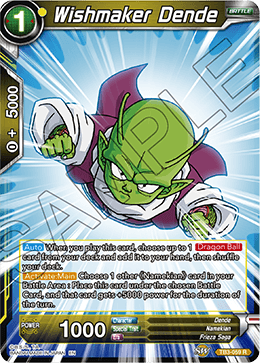 1
Wishmaker Dende
BATTLE
+ 5000
SAMPLE
Auto When you play this card, choose up to 1 Dragon Ball
card from your deck and add it to your hand, then shuffle
your deck.
Activate:Main Choose 1 other 《Namekian》 card in your
Battle Area : Place this card under the chosen Battle
Card, and that card gets +5000 power for the duration of
the turn.
POWER
1000
Character
Dende
Special Trait
Namekian
Era
Frieza Saga
TB3-059 R